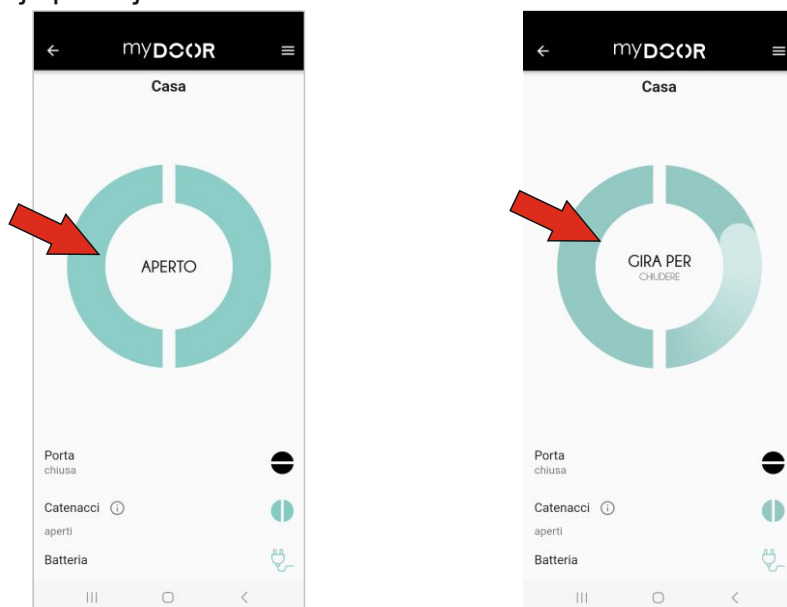 myDOOR
Casa
APERTO
Porta
chiusa
Catenacci
aperti
Batteria
myDOOR
Casa
GIRA PER
CHIUDERE
Porta
chiusa
Catenacci
aperti
Batteria